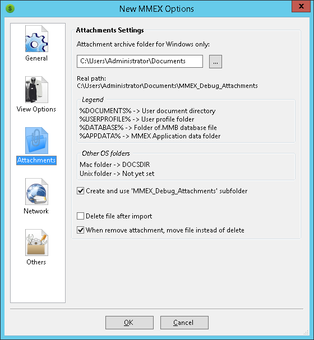 New MMEX Options
General
View Options
Attachments
Network
Others
Attachments Settings
Attachment archive folder for Windows only:
C:\Users\Administrator\Documents
...
Real path:
C:\Users\Administrator\Documents\MMEX_Debug_Attachments
Legend
%DOCUMENTS% -> User document directory
%USERPROFILE% -> User profile folder
%DATABASE% -> Folder of.MMB database file
%APPDATA% -> MMEX Application data folder
Other OS folders
Mac folder -> DOCSDIR
Unix folder -> Not yet set
Create and use 'MMEX_Debug_Attachments' subfolder
Delete file after import
When remove attachment, move file instead of delete
OK
Cancel